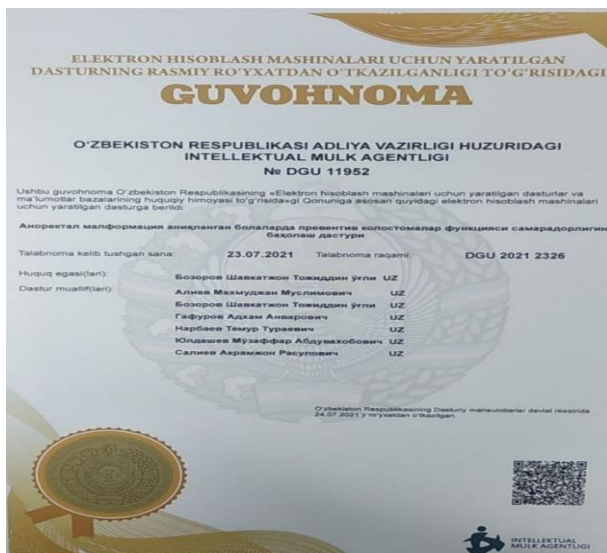 ELEKTRON HISOBLASH MASHINALARI UCHUN YARATILGAN
DASTURNING RASMIY RO'YXATDAN O'TKAZILGANLIGI TO'G'RISIDAGI
GUVOHNOMA
O'ZBEKISTON RESPUBLIKASI ADLIYA VAZIRLIGI HUZURIDAGI
INTELLEKTUAL MULK AGENTLIGI
№ DGU 11952
Ushbu guvohnoma O'zbekiston Respublikasining «Elektron hisoblash mashinalari uchun yaratilgan dasturlar va
ma'lumotlar bazalarining huquqiy himoyasi to'g'risida»gi Qonuniga asosan quyidagi elektron hisoblash mashinalari
uchun yaratilgan dasturga berildi:
Аноректал малформация аниқланган болаларда превентив колостомалар функцияси самарадорлигин
баҳолаш дастури
Talabnoma kelib tushgan sana: 23.07.2021 Talabnoma raqami: DGU 2021 2326
Huquq egasi(lari): Бозоров Шавкатжон Тожиддин ўғли UZ
Dastur muallif(lari): Алиев Махмуджан Муслимович UZ
Бозоров Шавкатжон Тожиддин ўғли UZ
Гафуров Адхам Анварович UZ
Нарбаев Темур Тураевич UZ
Юлдашев Музаффар Абдувахобович UZ
Салиев Акрамжон Расулович UZ
O'zbekiston Respublikasining Dasturiy mahsulotlar davlat reestrida
24.07.2021 y ro'yxatdan o'tkazilgan.
INTELLEKTUAL
MULK AGENTLIGI